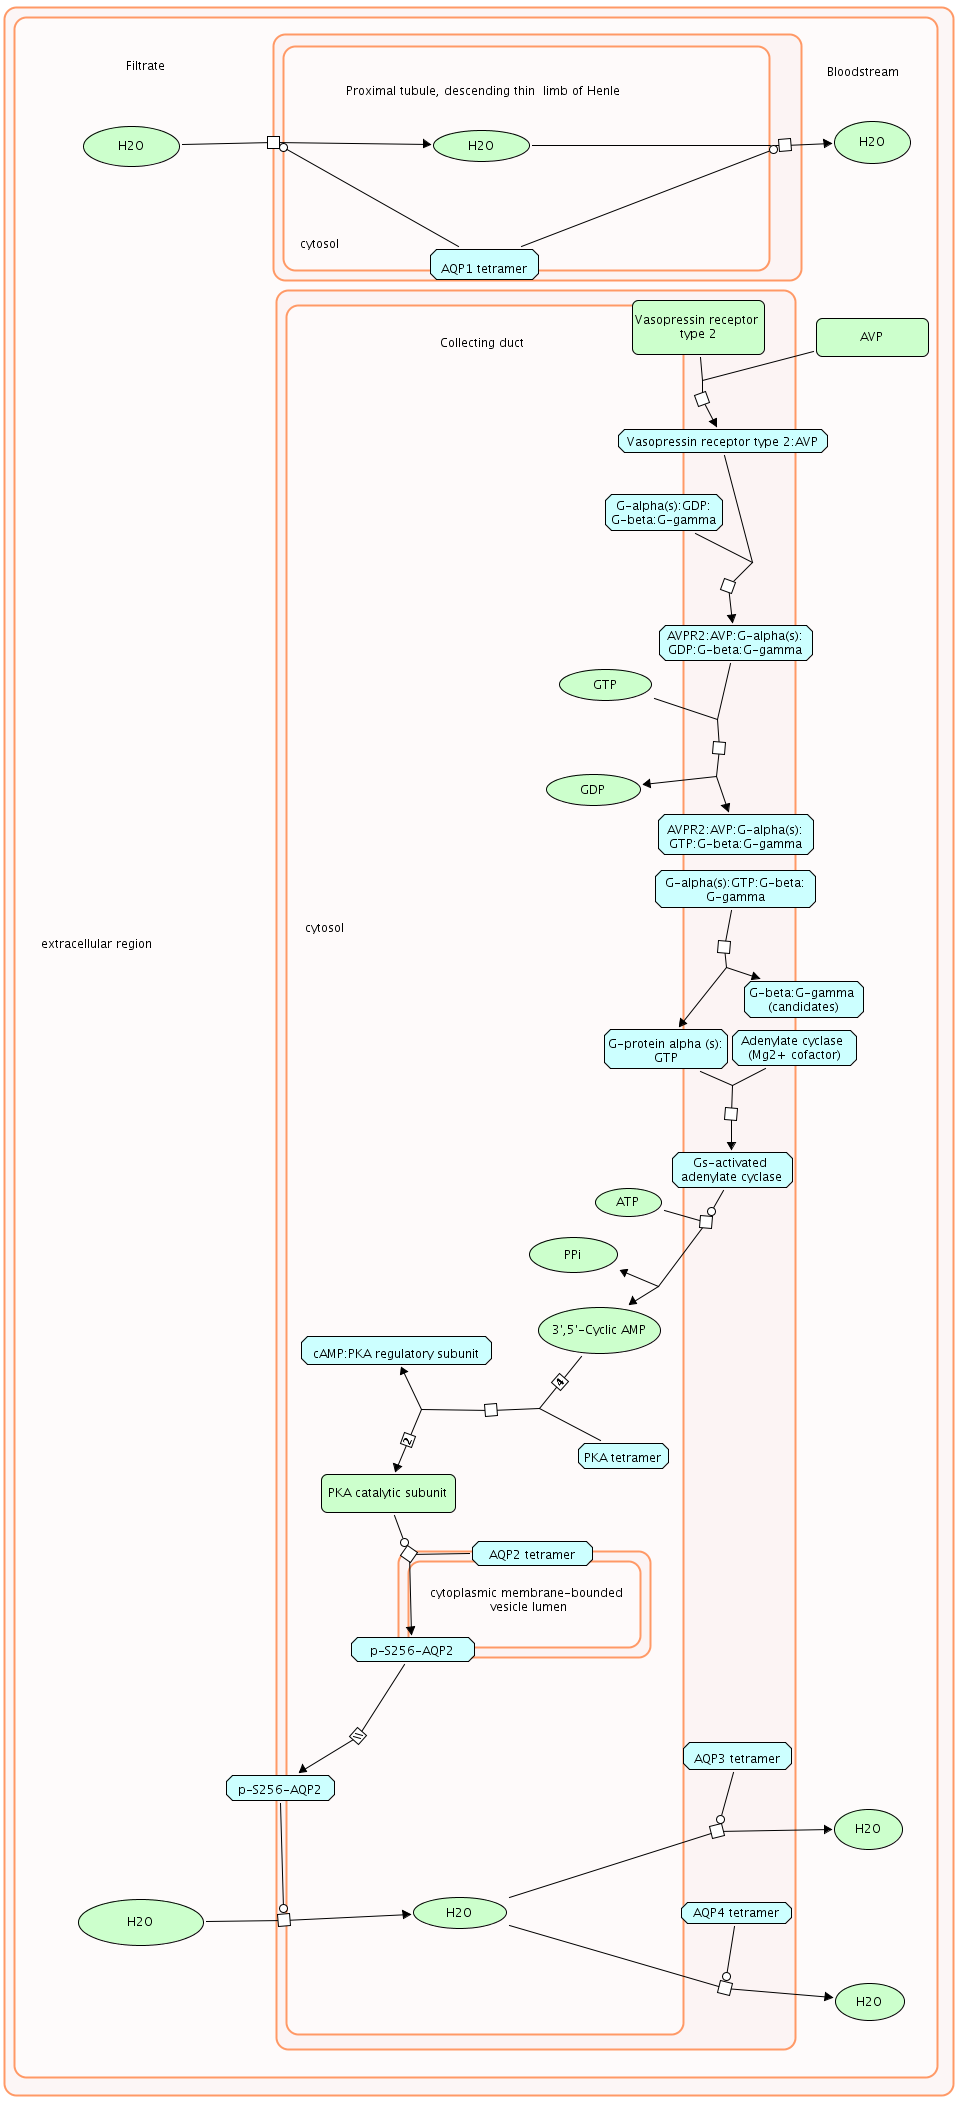 Filtrate
Bloodstream
Proximal tubule, descending thin limb of Henle
H2O
H2O
H2O
cytosol
AQP1 tetramer
Vasopressin receptor
type 2
AVP
Collecting duct
Vasopressin receptor type 2:AVP
G-alpha(s):GDP:
G-beta:G-gamma
AVPR2:AVP:G-alpha(s):
GDP:G-beta:G-gamma
GTP
GDP
AVPR2:AVP:G-alpha(s):
GTP:G-beta:G-gamma
G-alpha(s):GTP:G-beta:
G-gamma
cytosol
extracellular region
G-beta:G-gamma
(candidates)
G-protein alpha (s):
GTP
Adenylate cyclase
(Mg2+ cofactor)
Gs-activated
adenylate cyclase
ATP
PPi
3',5'-Cyclic AMP
cAMP:PKA regulatory subunit
4
2
PKA tetramer
PKA catalytic subunit
AQP2 tetramer
cytoplasmic membrane-bounded
vesicle lumen
p-S256-AQP2
AQP3 tetramer
p-S256-AQP2
H2O
AQP4 tetramer
H2O
H2O
H2O